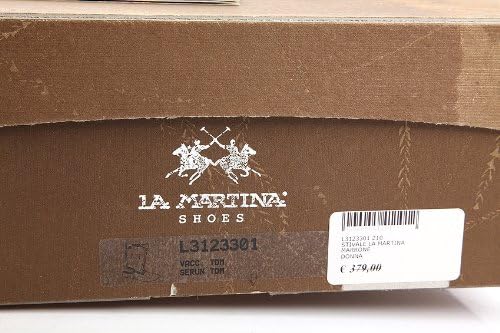 LA MARTINA®
SHOES
L3123301
VACC. TDM
SERUN TDM
L3123301 210
STIVALE LA MARTINA
MARRONE
DONNA
€ 379,00